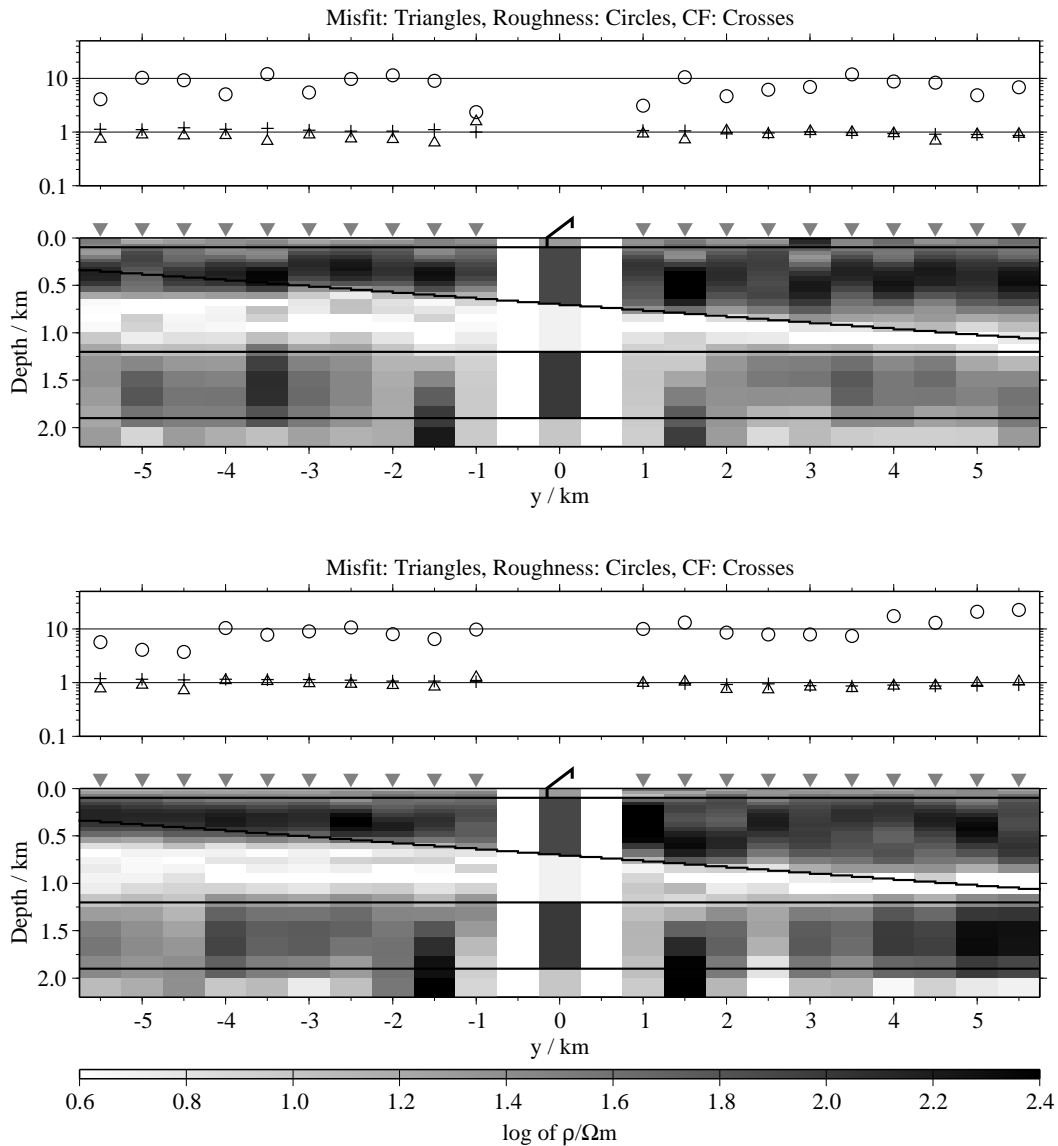 Misfit: Triangles, Roughness: Circles, CF: Crosses
10
1
0.1
0.0
0.5
1.0
1.5
2.0
Depth / km
-5 -4 -3 -2 -1 0 1 2 3 4 5
y / km
Misfit: Triangles, Roughness: Circles, CF: Crosses
10
1
0.1
0.0
0.5
1.0
1.5
2.0
Depth / km
-5 -4 -3 -2 -1 0 1 2 3 4 5
y / km
0.6 0.8 1.0 1.2 1.4 1.6 1.8 2.0 2.2 2.4
log of ρ/Ωm